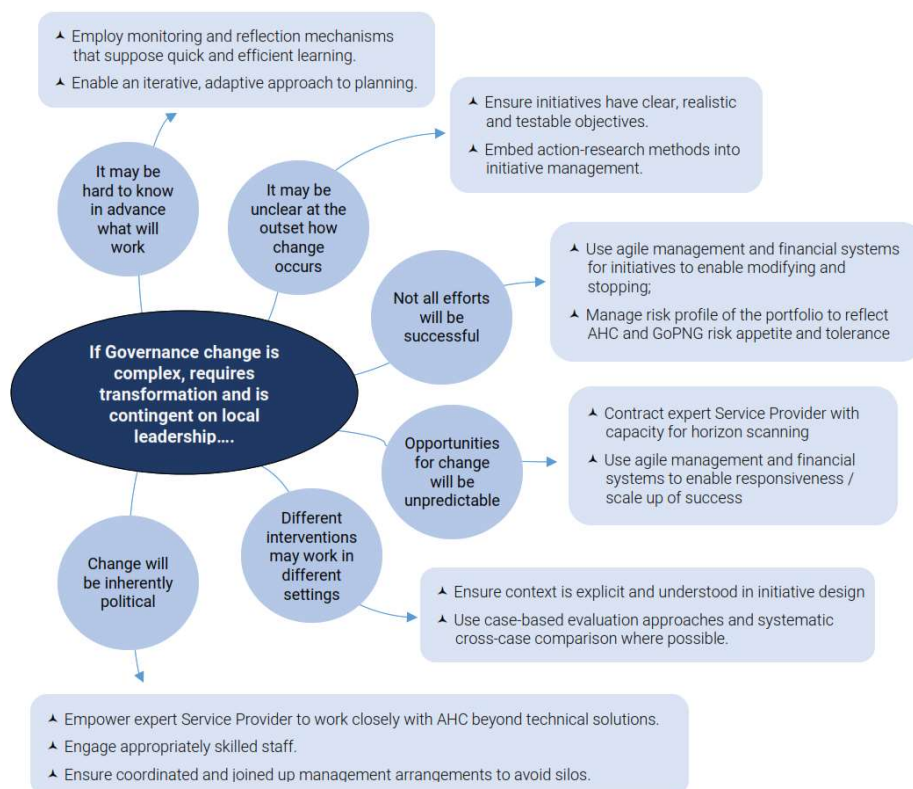 Employ monitoring and reflection mechanisms
that suppose quick and efficient learning.
Enable an iterative, adaptive approach to planning.
Ensure initiatives have clear, realistic
and testable objectives.
Embed action-research methods into
initiative management.
It may be
hard to know
in advance
what will
work
It may be
unclear at the
outset how
change
occurs
Use agile management and financial systems
for initiatives to enable modifying and
stopping;
Manage risk profile of the portfolio to reflect
AHC and GoPNG risk appetite and tolerance
Not all efforts
will be
successful
If Governance change is
complex, requires
transformation and is
contingent on local
leadership....
Contract expert Service Provider with
capacity for horizon scanning
Use agile management and financial
systems to enable responsiveness /
scale up of success
Opportunities
for change
will be
unpredictable
Different
interventions
may work in
different
settings
Change will
be inherently
political
Ensure context is explicit and understood in initiative design
Use case-based evaluation approaches and systematic
cross-case comparison where possible.
Empower expert Service Provider to work closely with AHC beyond technical solutions.
Engage appropriately skilled staff.
Ensure coordinated and joined up management arrangements to avoid silos.